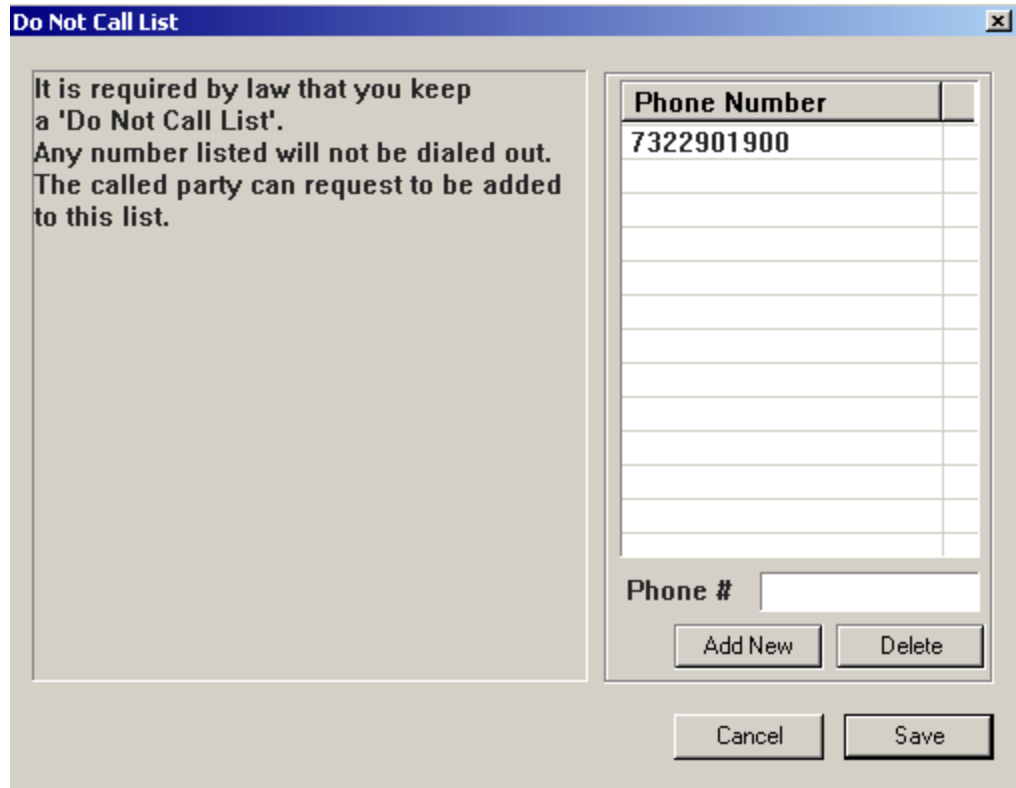 Do Not Call List
It is required by law that you keep
a 'Do Not Call List'.
Any number listed will not be dialed out.
The called party can request to be added
to this list.
Phone Number
7322901900
Phone #
Add New
Delete
Cancel
Save